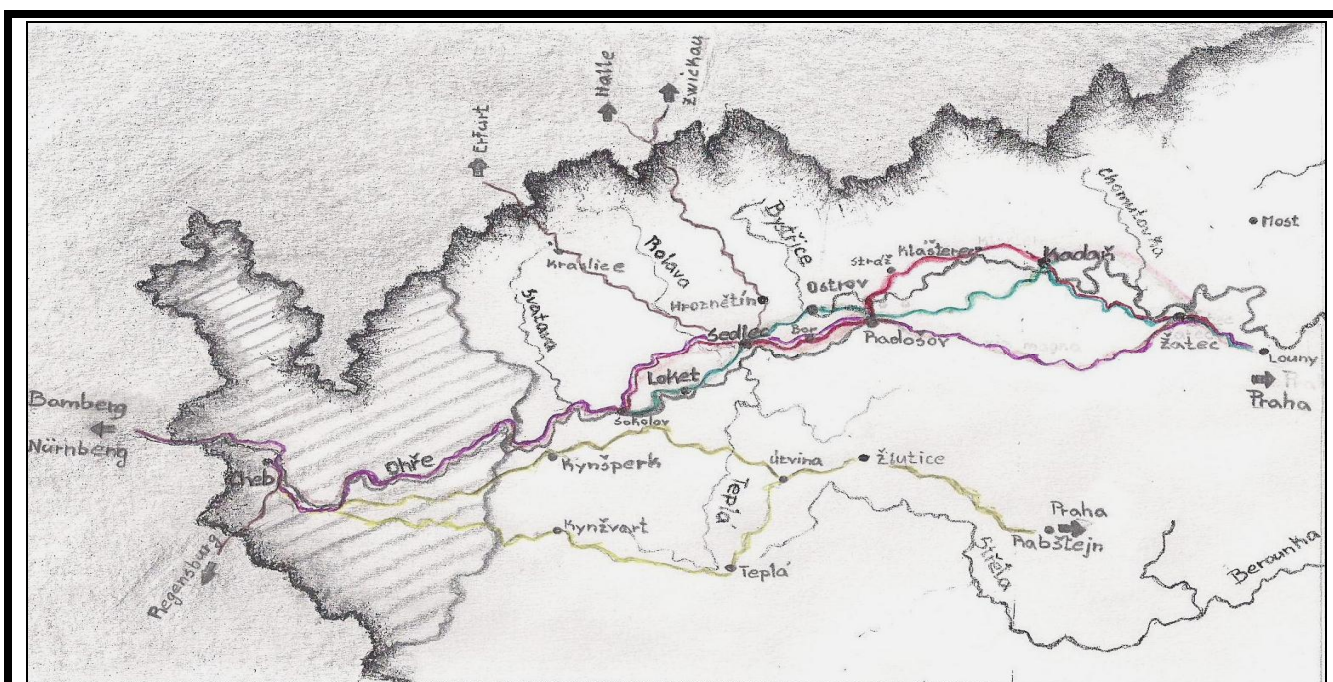 Erfurt
Halle
Zwickau
Kraslice
Rolava
Svatava
Hroznětín
Bystřice
Ostrov
Stráž
Klášterec
Kadaň
Chomutovka
Most
Sedlec
Bor
Radošov
Žatec
Louny
Praha
Loket
Sokolov
Bamberg
Nürnberg
Ohře
Cheb
Kynšperk
Útvina
Žlutice
Teplá
Kynžvart
Teplá
Praha
Rabštejn
Střela
Berounka
Regensburg